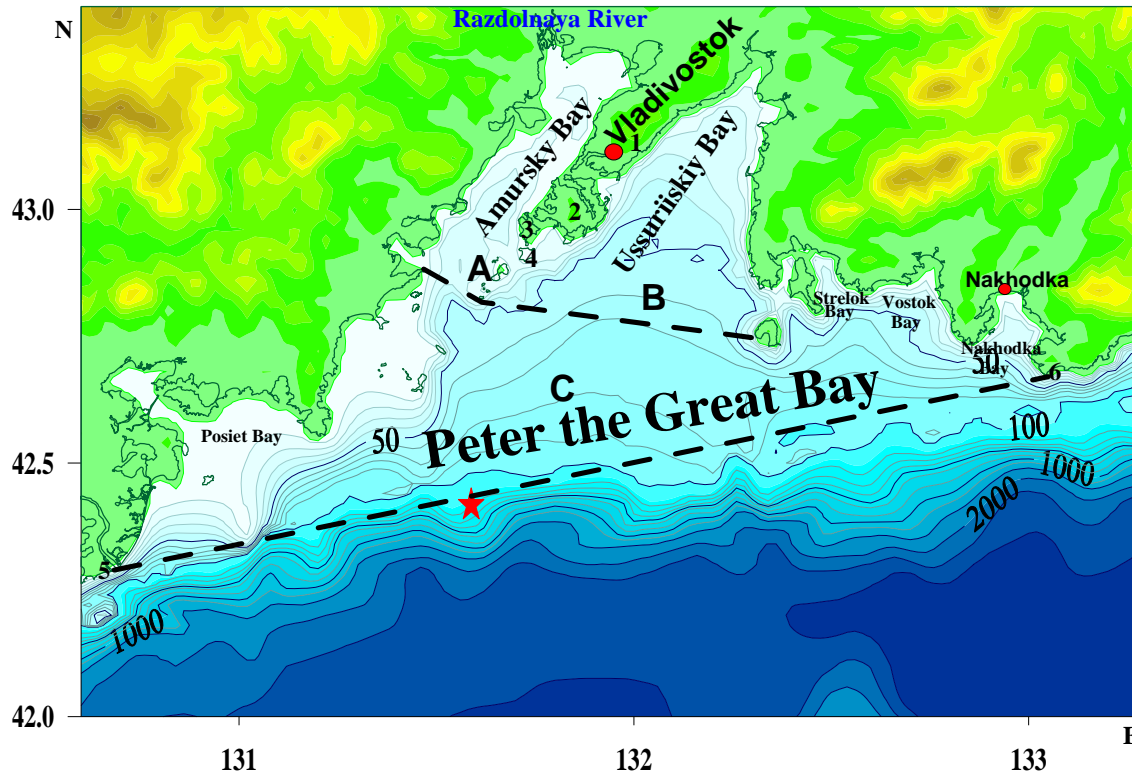 N
Razdolnaya River
Vladivostok
1
Amursky Bay
Ussuriiskiy Bay
43.0
2
3
4
A
B
Nakhodka
Strelok
Bay
Vostok
Bay
Nakhodka
Bay
50
6
C
Peter the Great Bay
Posiet Bay
50
100
42.5
1000
2000
5
1000
42.0
E
131
132
133